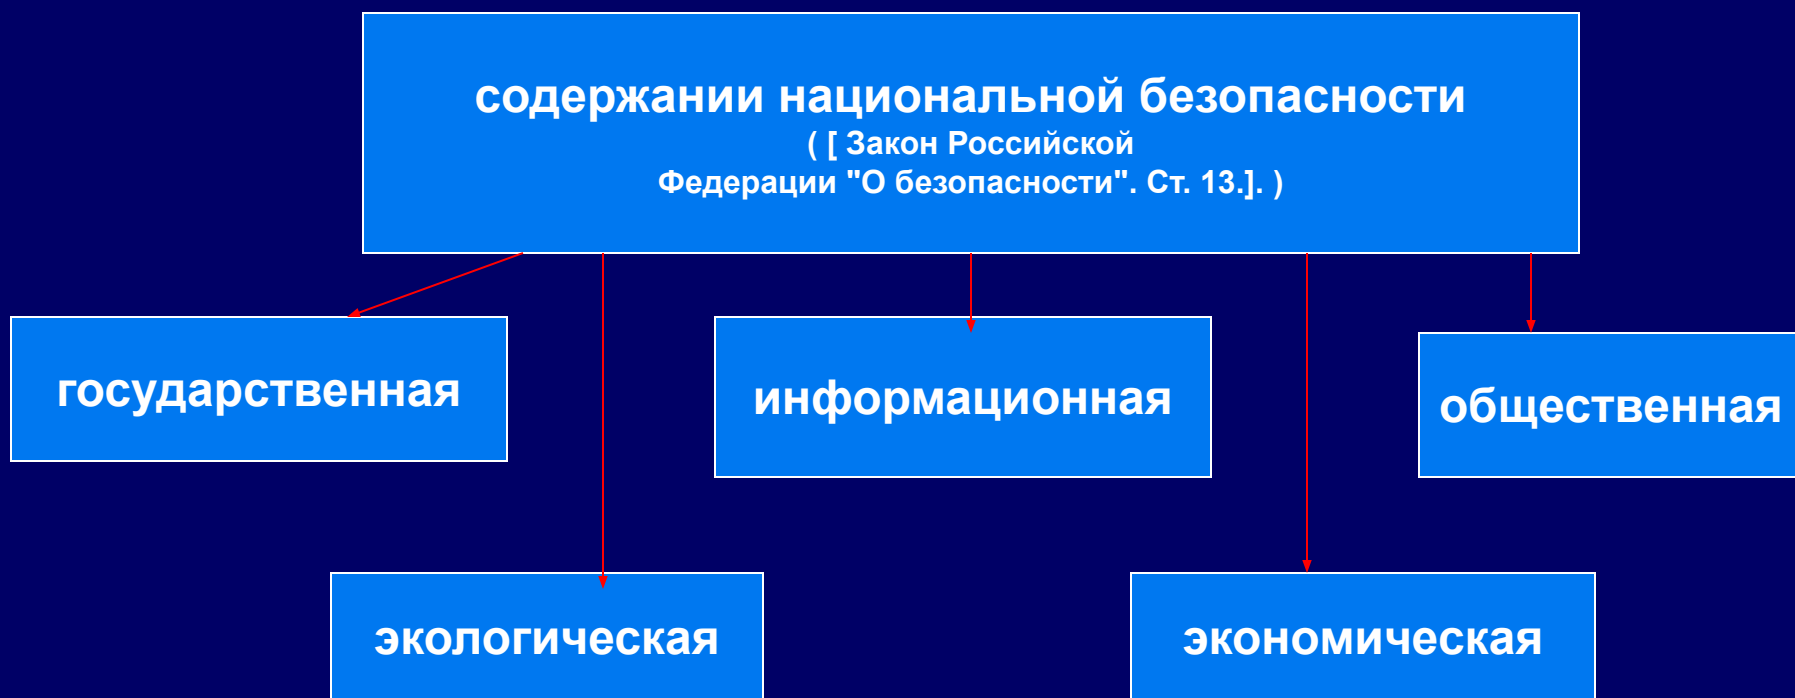 содержании национальной безопасности
( [ Закон Российской
Федерации "О безопасности". Ст. 13.]. )
государственная
информационная
общественная
экологическая
экономическая